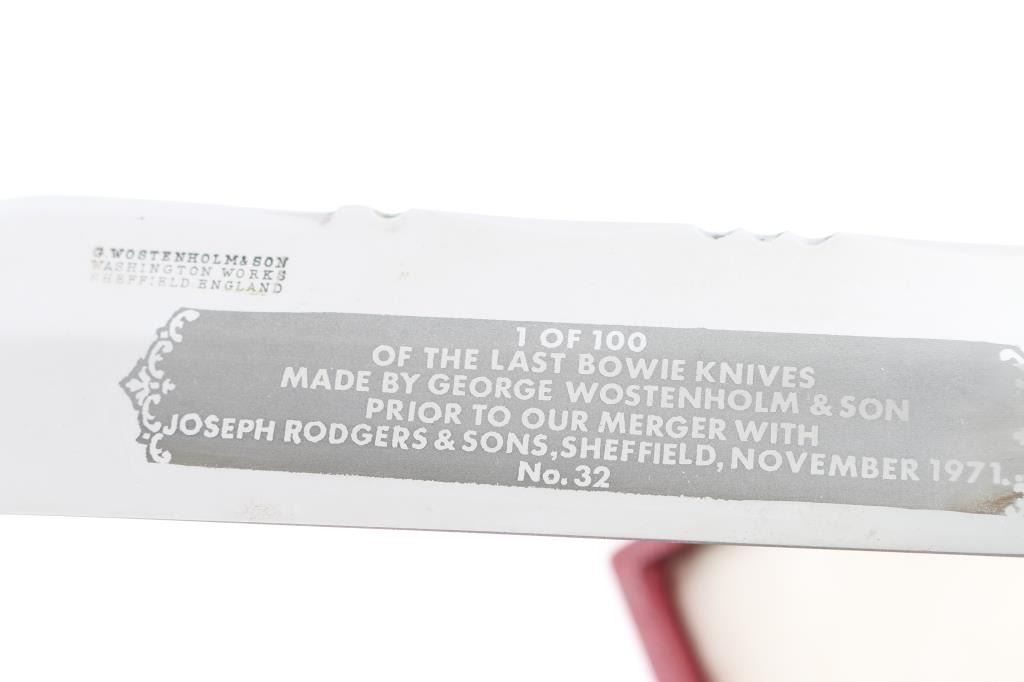 G. WOSTENHOLM & SON
WASHINGTON WORKS
SHEFFIELD. ENGLAND
1 OF 100
OF THE LAST BOWIE KNIVES
MADE BY GEORGE WOSTENHOLM & SON
PRIOR TO OUR MERGER WITH
JOSEPH RODGERS & SONS, SHEFFIELD, NOVEMBER 1971.
No. 32